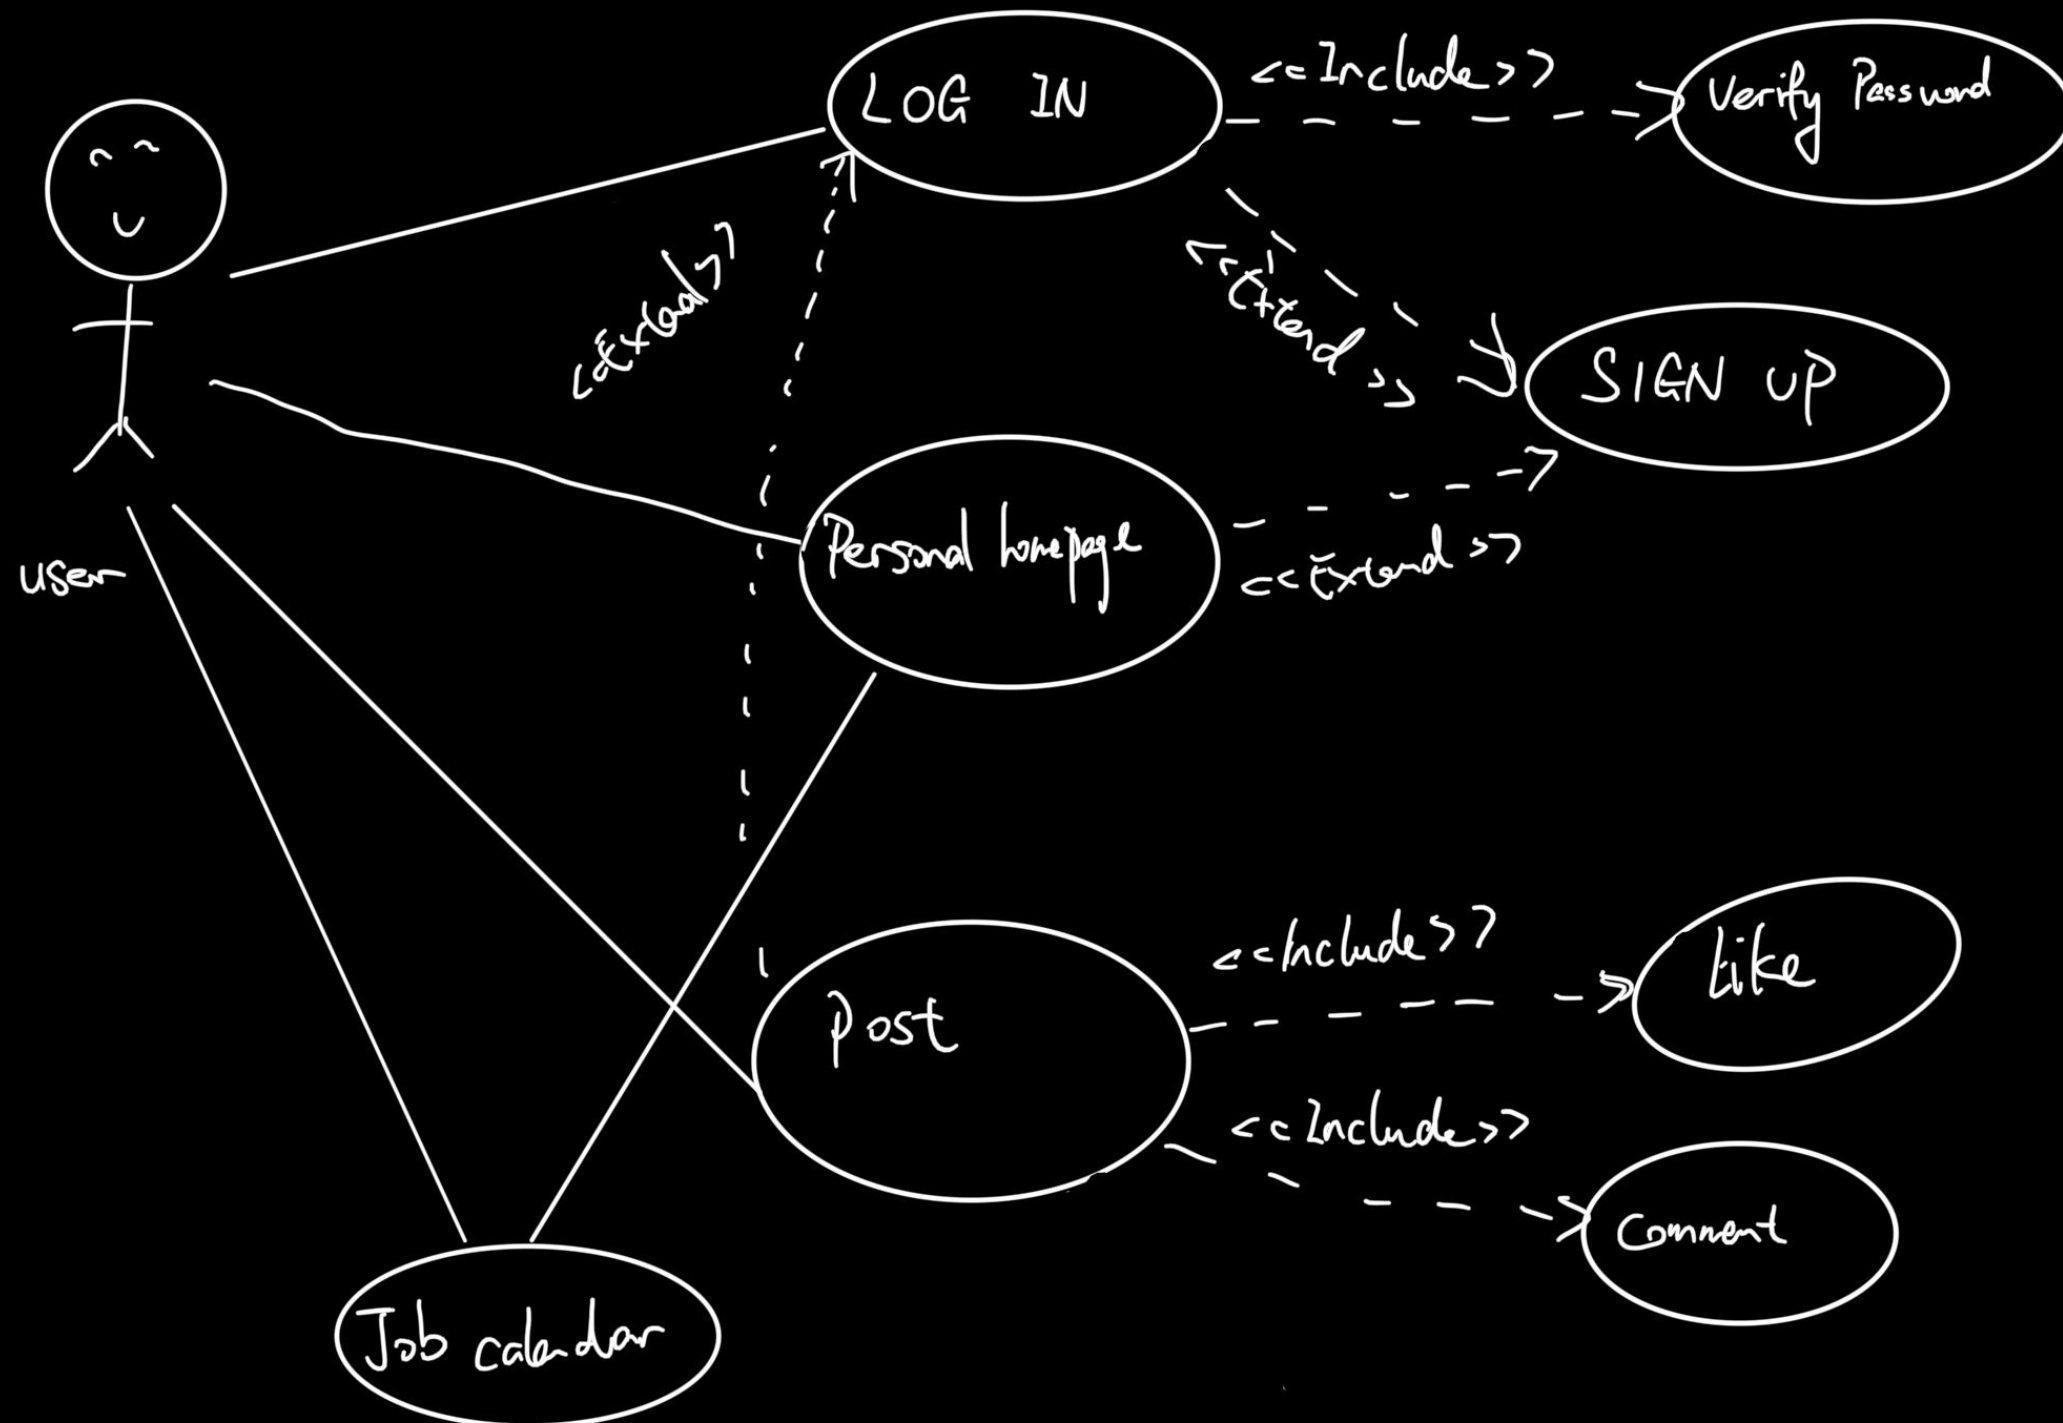 LOG IN
<<Include>>
Verify Password
<<Extend>>
<<Extend>>
SIGN UP
user
Personal homepage
<<Extend>>
Post
<<Include>>
Like
<<Include>>
Comment
Job calendar